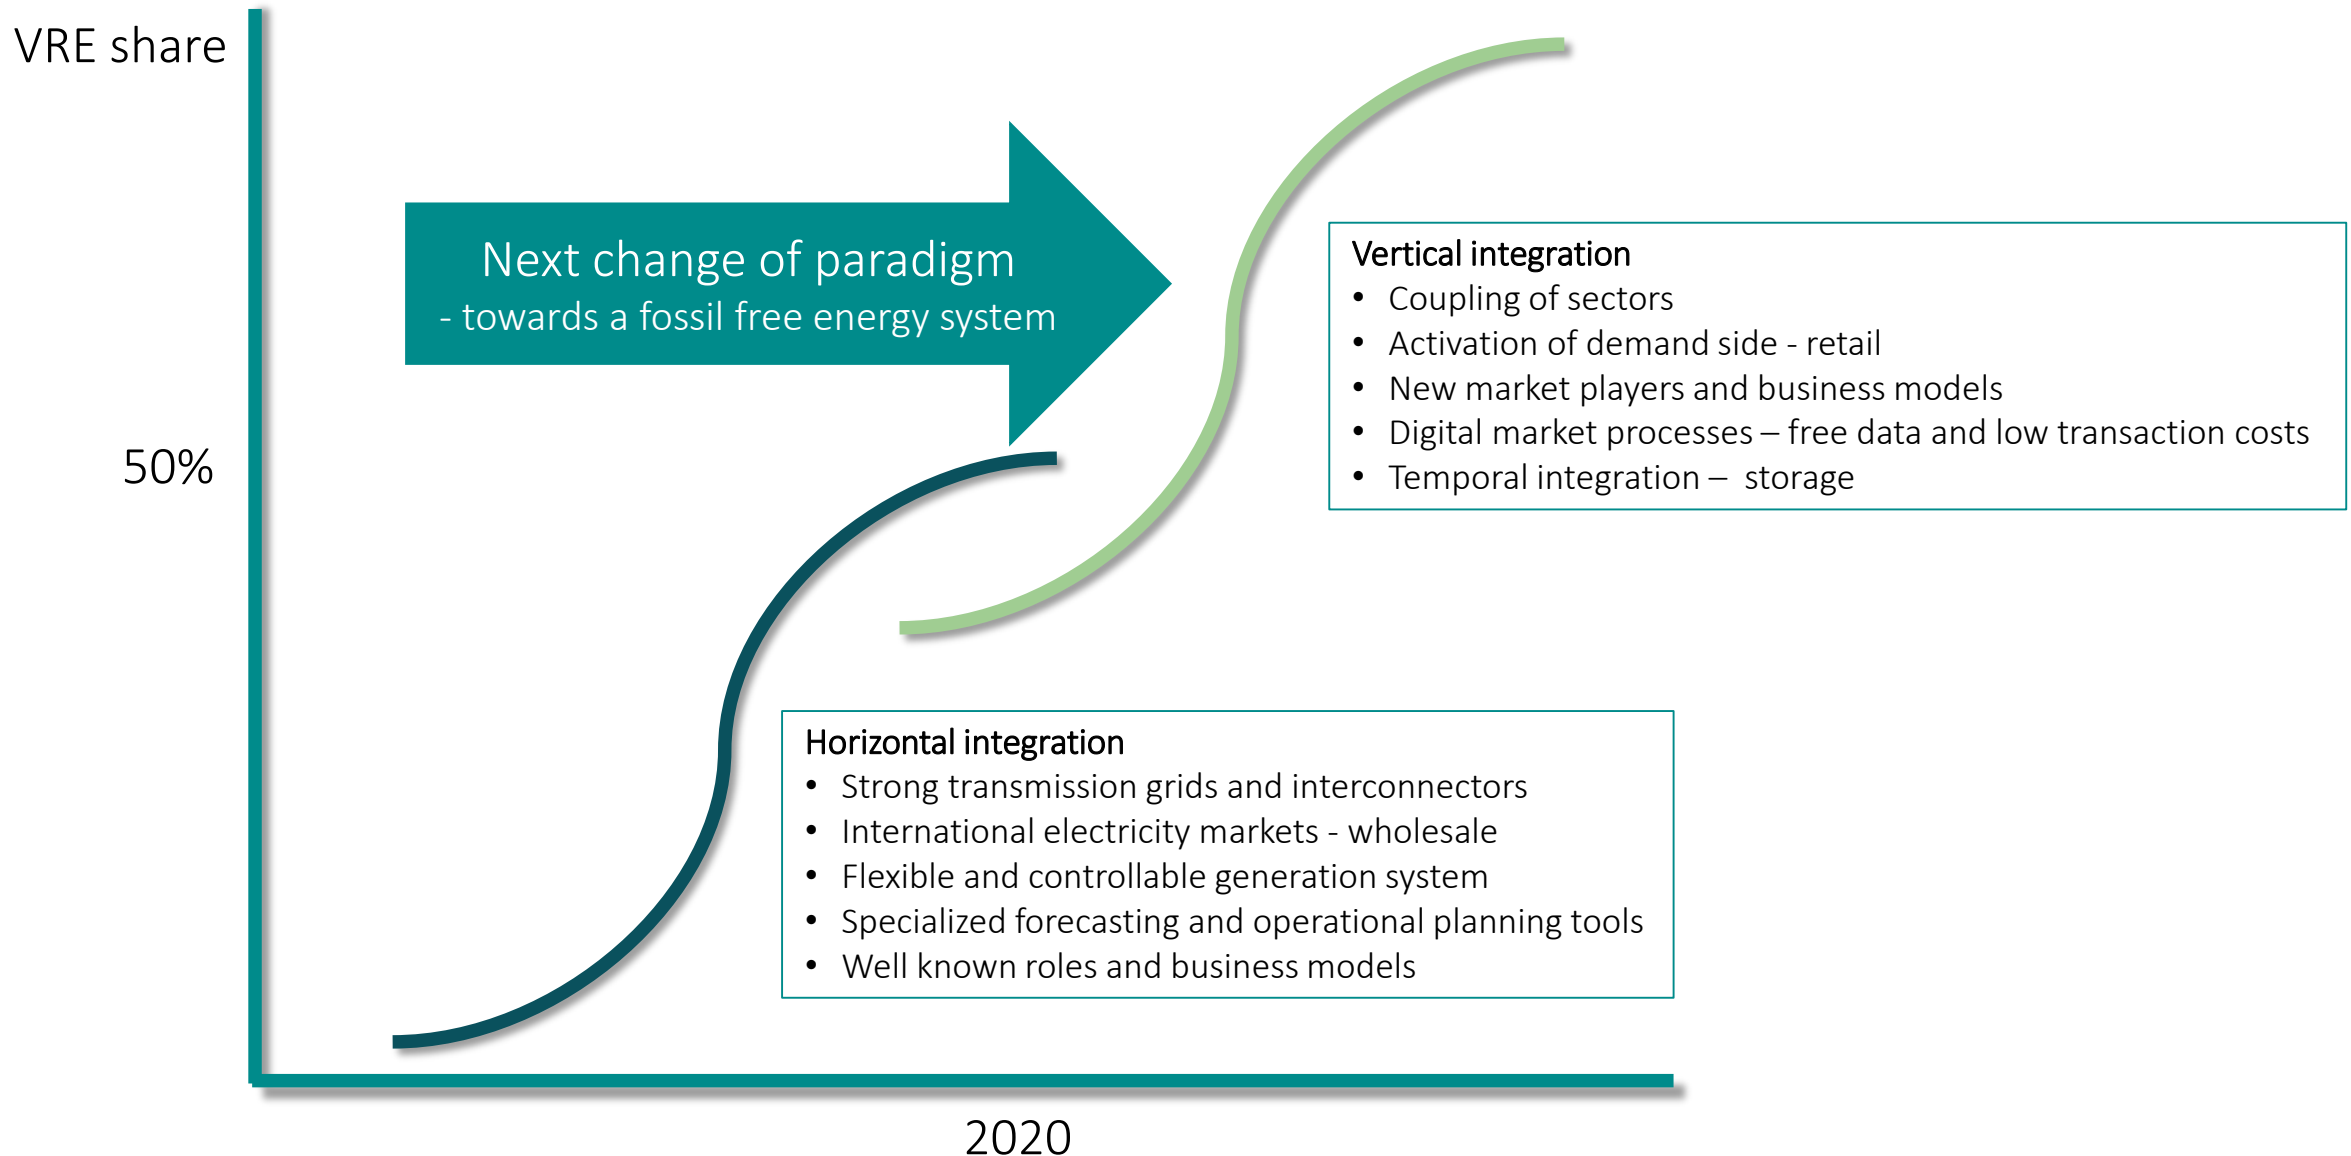 VRE share
Next change of paradigm
- towards a fossil free energy system
Vertical integration
• Coupling of sectors
• Activation of demand side - retail
• New market players and business models
• Digital market processes – free data and low transaction costs
• Temporal integration – storage
50%
Horizontal integration
• Strong transmission grids and interconnectors
• International electricity markets - wholesale
• Flexible and controllable generation system
• Specialized forecasting and operational planning tools
• Well known roles and business models
2020